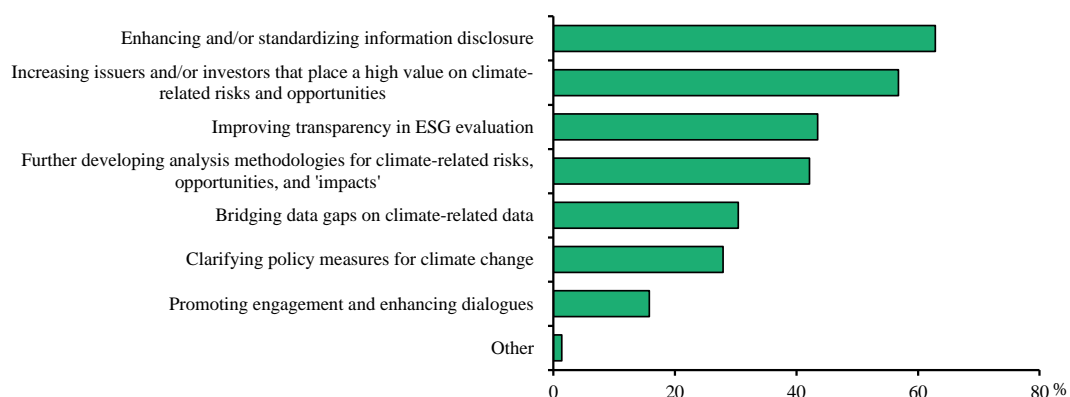 Enhancing and/or standardizing information disclosure
Increasing issuers and/or investors that place a high value on climate-
related risks and opportunities
Improving transparency in ESG evaluation
Further developing analysis methodologies for climate-related risks,
opportunities, and 'impacts'
Bridging data gaps on climate-related data
Clarifying policy measures for climate change
Promoting engagement and enhancing dialogues
Other
0 20 40 60 80 %